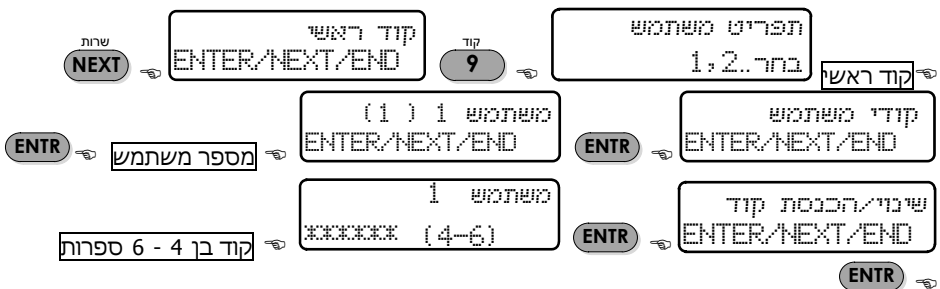 קוד ראשי
תפריט משתמש
בחר..1,2
קוד
9
קוד ראשי
ENTER/NEXT/END
שרות
NEXT
קודי משתמש
ENTER/NEXT/END
ENTR
משתמש 1 ( 1 )
ENTER/NEXT/END
מספר משתמש
ENTR
שינוי/הכנסת קוד
ENTER/NEXT/END
ENTR
משתמש 1
****** (4-6)
קוד בן 4 - 6 ספרות
ENTR